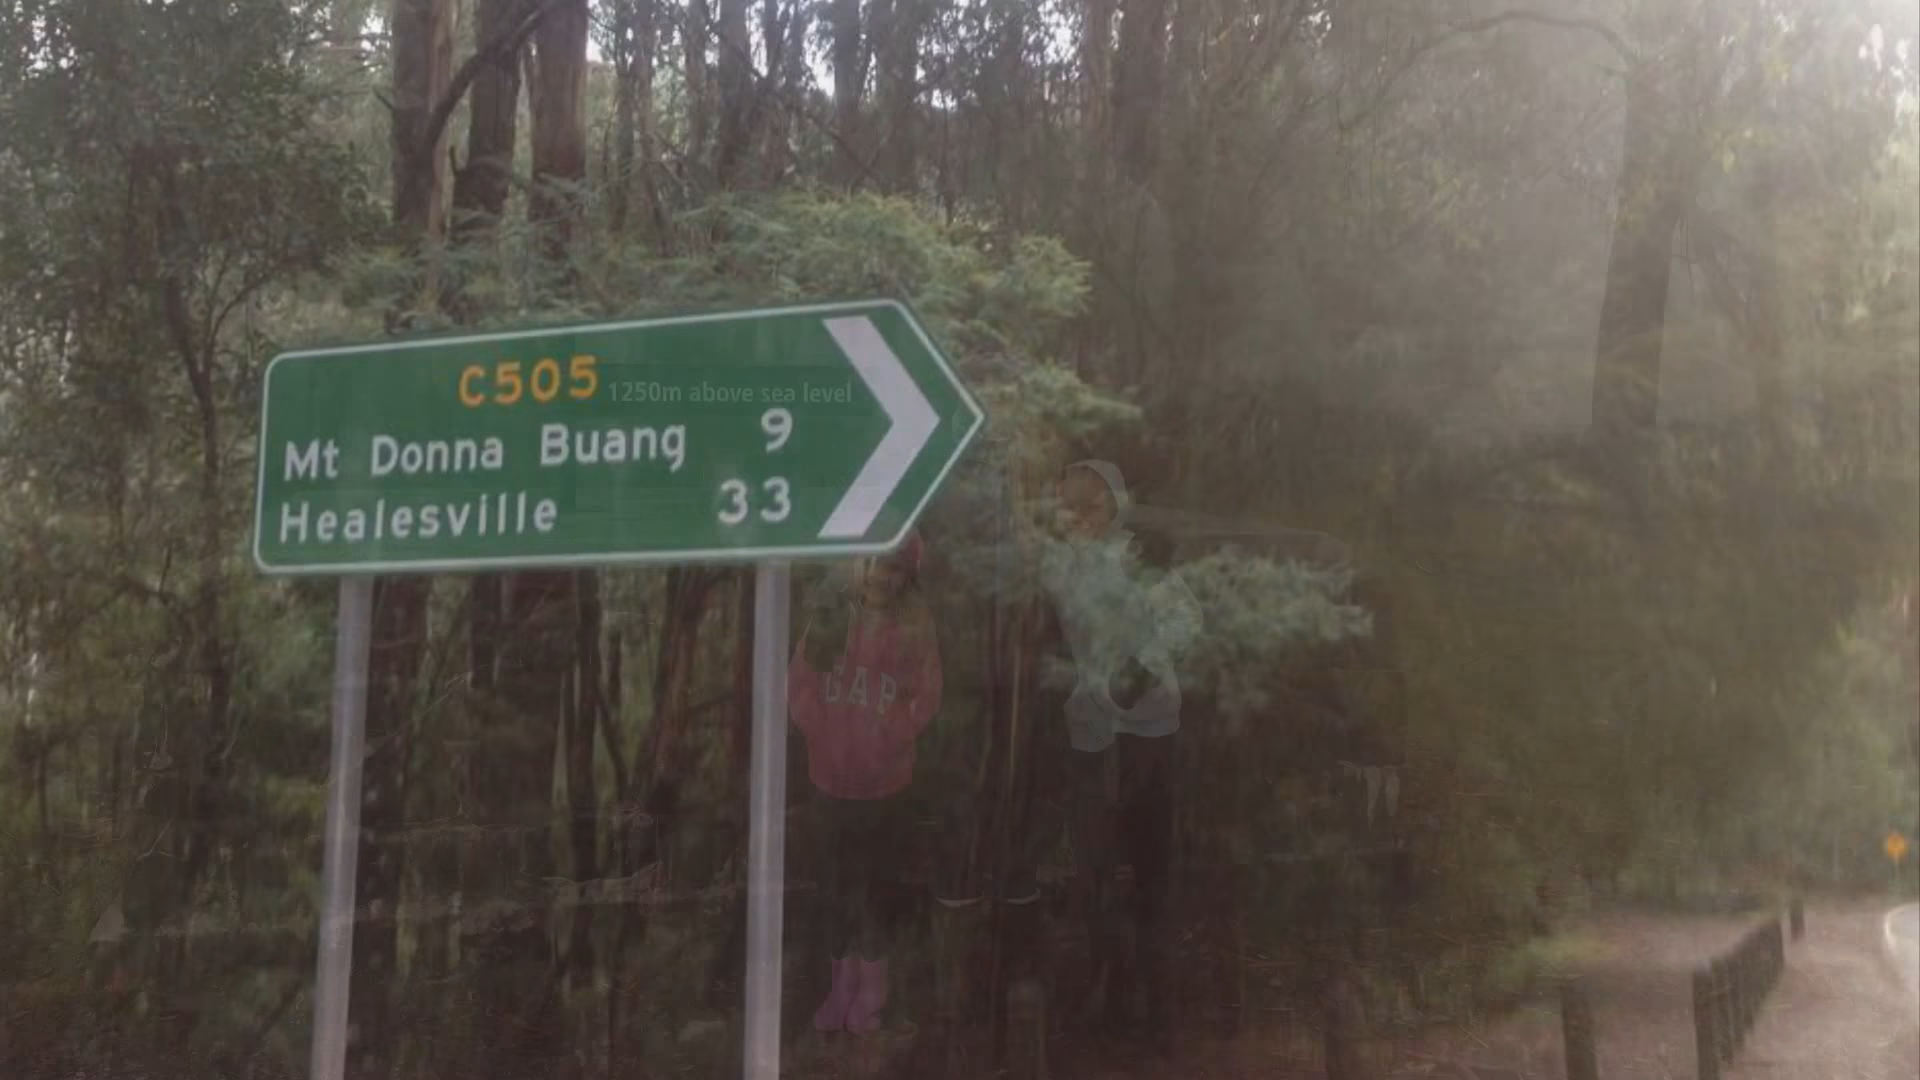 C505
1250m above sea level
Mt Donna Buang 9
Healesville 33
GAP